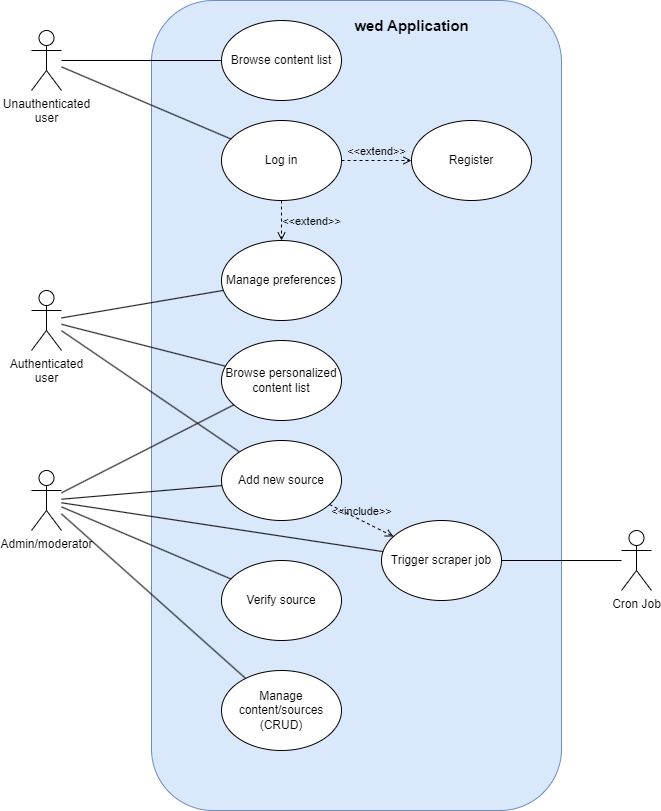 wed Application
Browse content list
Unauthenticated
user
Log in
<<extend>>
Register
<<extend>>
Manage preferences
Authenticated
user
Browse personalized
content list
Add new source
<<include>>
Admin/moderator
Trigger scraper job
Cron Job
Verify source
Manage
content/sources
(CRUD)